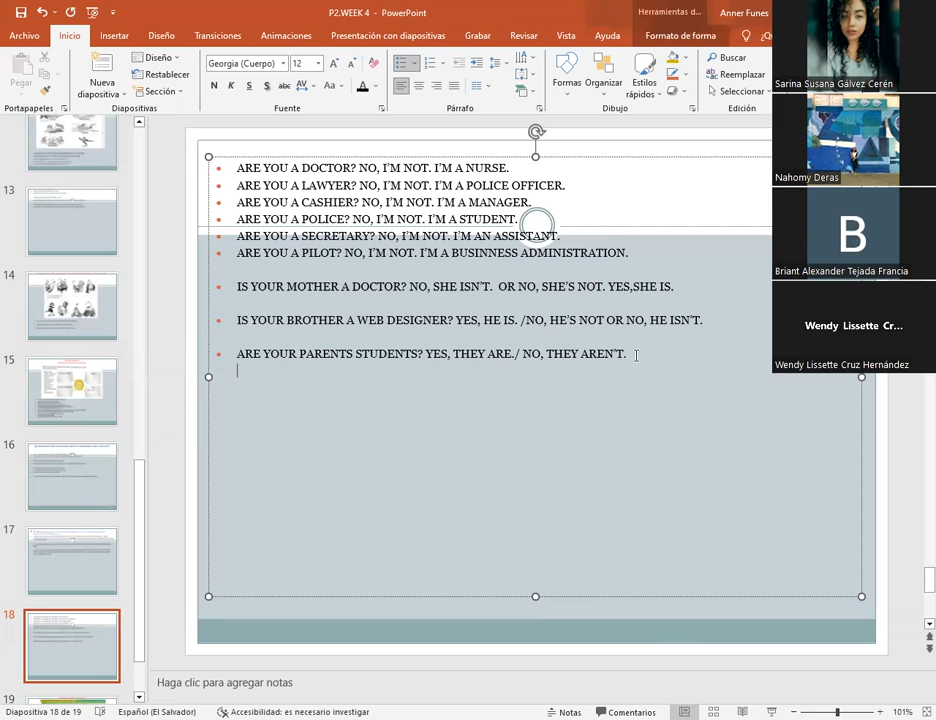 P2.WEEK 4 - PowerPoint
Herramientas d...
Anner Funes
Archivo Inicio Insertar Diseño Transiciones Animaciones Presentación con diapositivas Grabar Revisar Vista Ayuda Formato de forma
Pegar
Nueva diapositiva
Diseño
Restablecer
Sección
Georgia (Cuerpo) 12
N K S S abc AV Aa A
Formas
Organizar
Estilos rápidos
Buscar
Reemplazar
Seleccionar
Portapapeles Diapositivas Fuente Párrafo Dibujo Edición
13
14
15
16
17
18
19
ARE YOU A DOCTOR? NO, I'M NOT. I'M A NURSE.
ARE YOU A LAWYER? NO, I'M NOT. I'M A POLICE OFFICER.
ARE YOU A CASHIER? NO, I'M NOT. I'M A MANAGER.
ARE YOU A POLICE? NO, I'M NOT. I'M A STUDENT.
ARE YOU A SECRETARY? NO, I'M NOT. I'M AN ASSISTANT.
ARE YOU A PILOT? NO, I'M NOT. I'M A BUSINNESS ADMINISTRATION.
IS YOUR MOTHER A DOCTOR? NO, SHE ISN'T. OR NO, SHE'S NOT. YES,SHE IS.
IS YOUR BROTHER A WEB DESIGNER? YES, HE IS. /NO, HE'S NOT OR NO, HE ISN'T.
ARE YOUR PARENTS STUDENTS? YES, THEY ARE./ NO, THEY AREN'T.
Sarina Susana Gálvez Cerén
Nahomy Deras
B
Briant Alexander Tejada Francia
Wendy Lissette Cr...
Wendy Lissette Cruz Hernández
Haga clic para agregar notas
Diapositiva 18 de 19 Español (El Salvador) Accesibilidad: es necesario investigar Notas Comentarios 101%